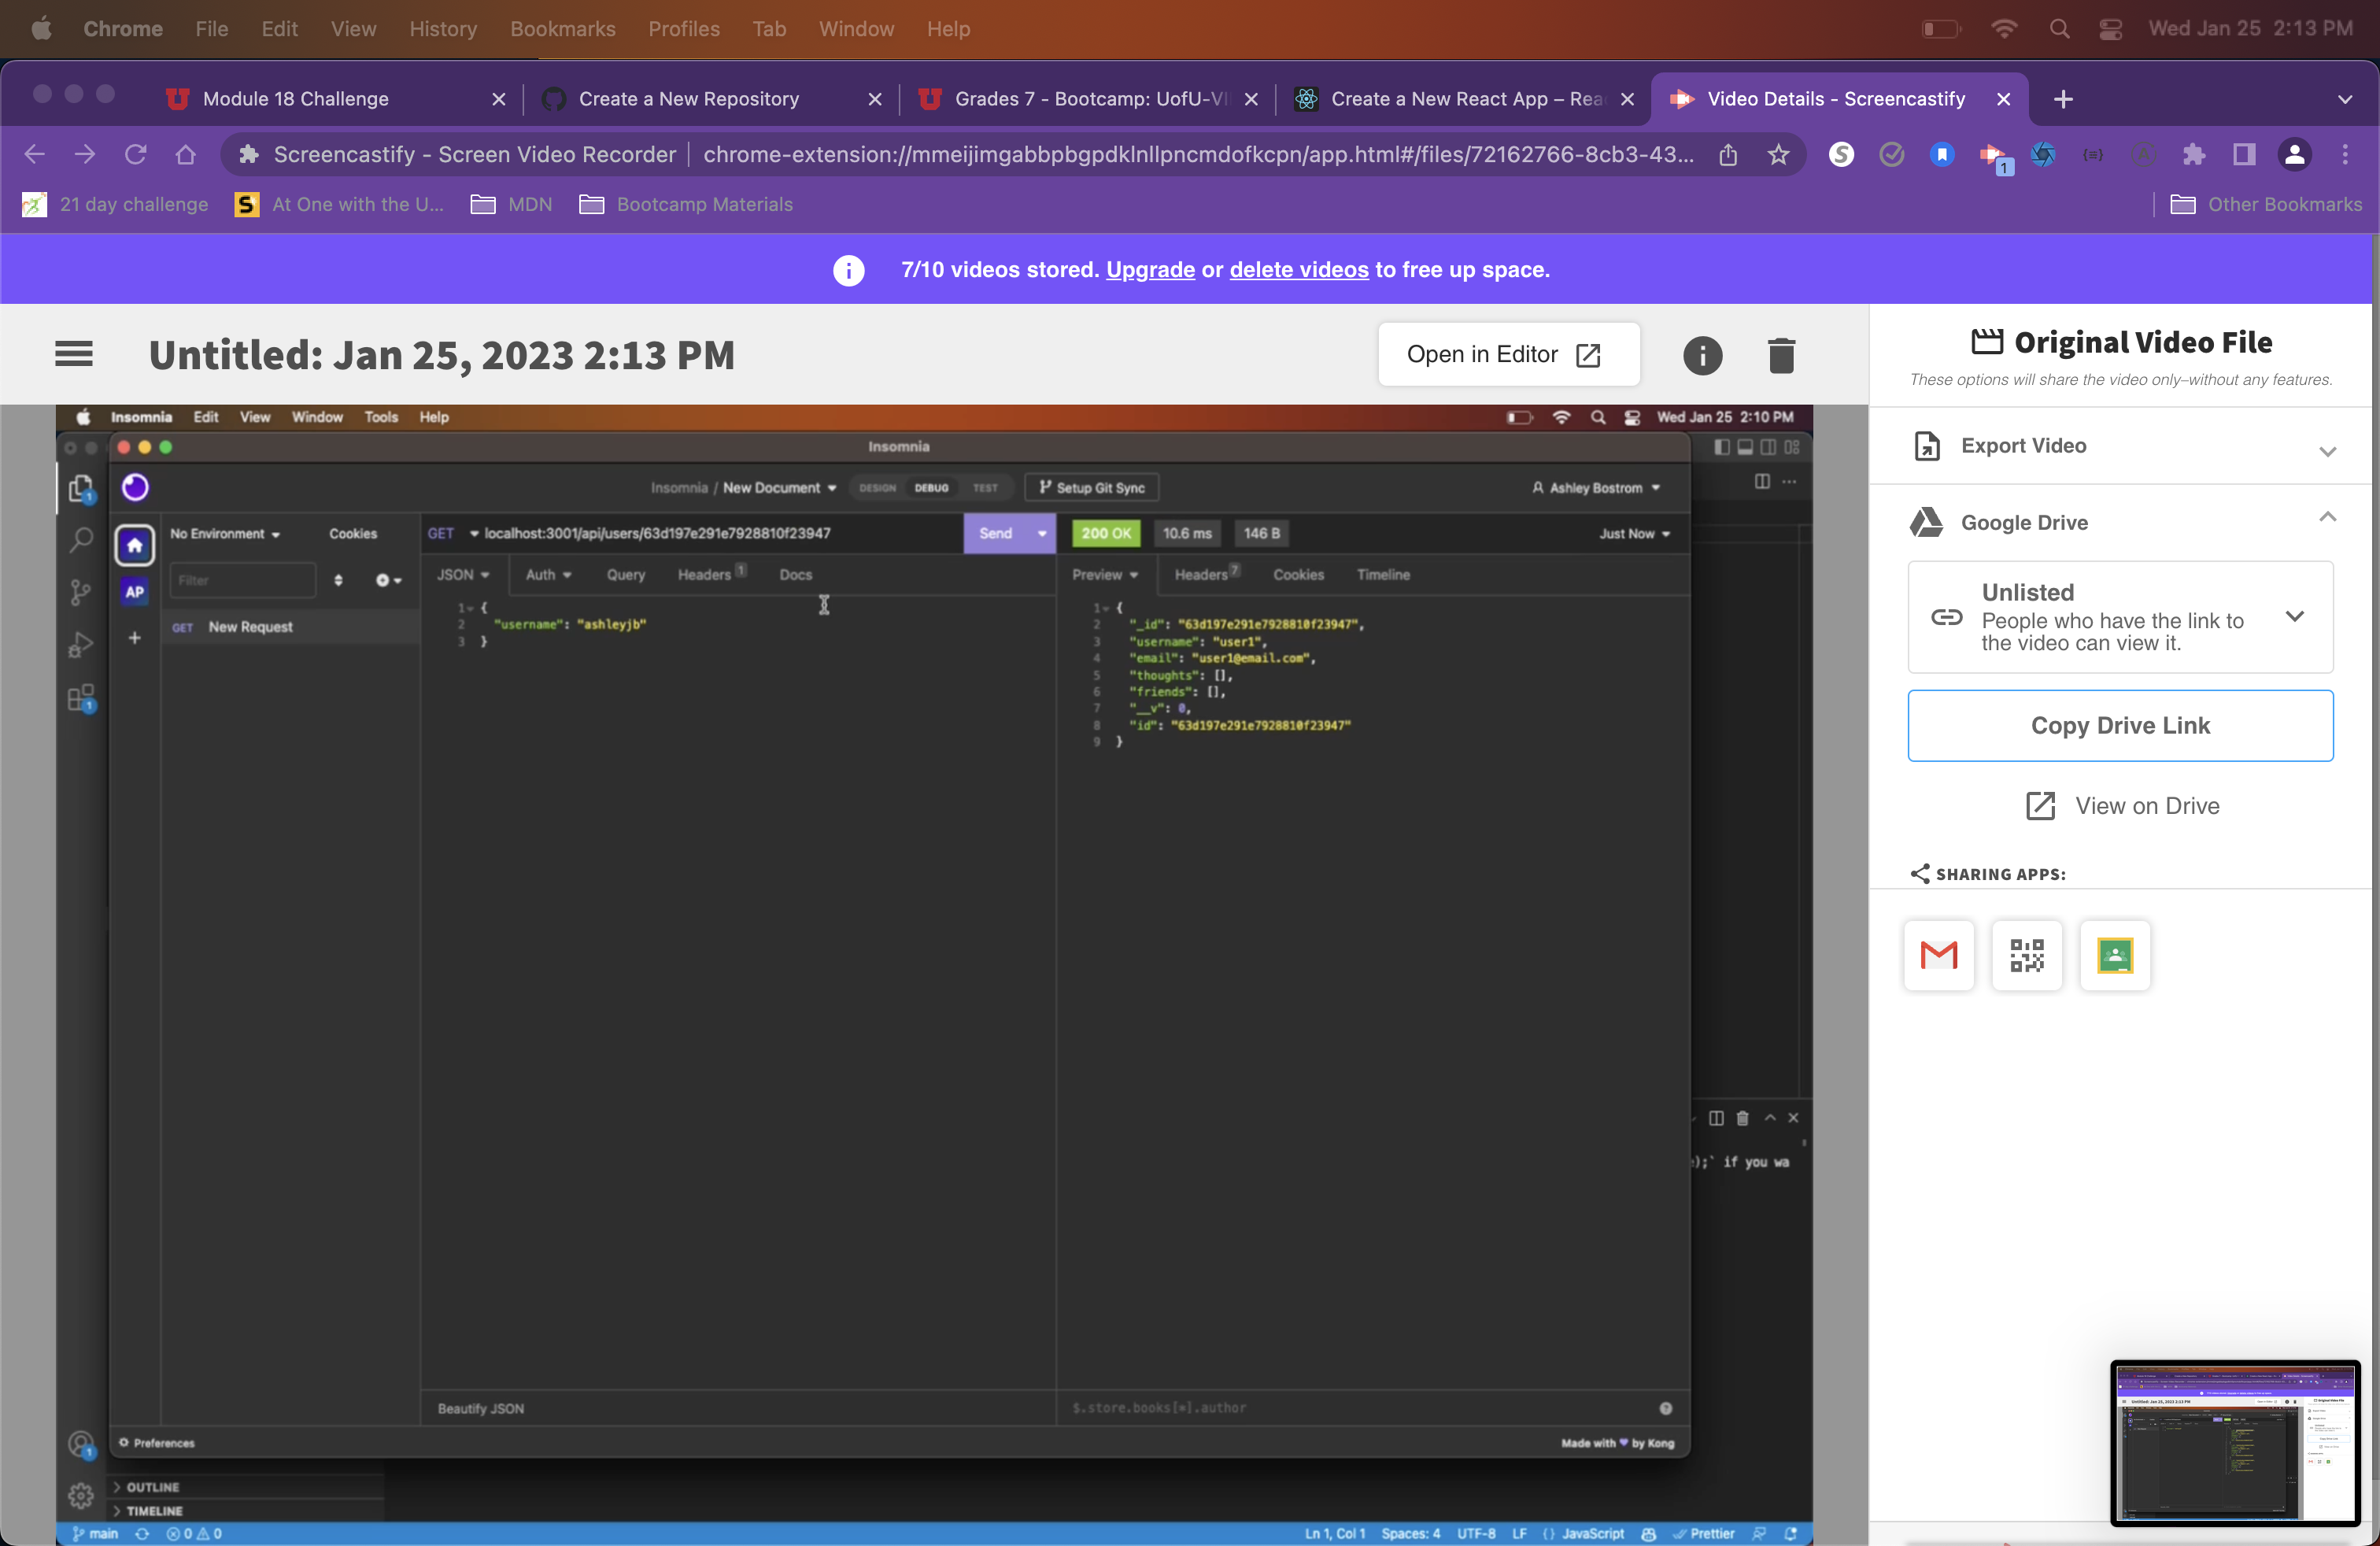 Chrome File Edit View History Bookmarks Profiles Tab Window Help Wed Jan 25 2:13 PM
Module 18 Challenge Create a New Repository Grades 7 - Bootcamp: UofU-VI Create a New React App – Rea Video Details - Screencastify
Screencastify - Screen Video Recorder chrome-extension://mmeijimgabbpbgpdklnllpncmdofkcpn/app.html#/files/72162766-8cb3-43... 1
21 day challenge At One with the U... MDN Bootcamp Materials Other Bookmarks
7/10 videos stored. Upgrade or delete videos to free up space.
Untitled: Jan 25, 2023 2:13 PM Open in Editor
Insomnia Edit View Window Tools Help Wed Jan 25 2:10 PM
Insomnia
Insomnia / New Document DESIGN DEBUG TEST Setup Git Sync Ashley Bostrom
No Environment Cookies
Filter
GET New Request
AP
GET localhost:3001/api/users/63d197e291e7928810f23947 Send
JSON Auth Query Headers 1 Docs
1 {
2 "username": "ashleyjb"
3 }
200 OK 10.6 ms 146 B Just Now
Preview Headers 7 Cookies Timeline
1 {
2 "_id": "63d197e291e7928810f23947",
3 "username": "user1",
4 "email": "user1@email.com",
5 "thoughts": [],
6 "friends": [],
7 "__v": 0,
8 "id": "63d197e291e7928810f23947"
9 }
);` if you wa
Beautify JSON $.store.books[*].author
Preferences Made with ♥ by Kong
OUTLINE
TIMELINE
main 0 0 Ln 1, Col 1 Spaces: 4 UTF-8 LF {} JavaScript Prettier
Original Video File
These options will share the video only–without any features.
Export Video
Google Drive
Unlisted
People who have the link to
the video can view it.
Copy Drive Link
View on Drive
SHARING APPS: